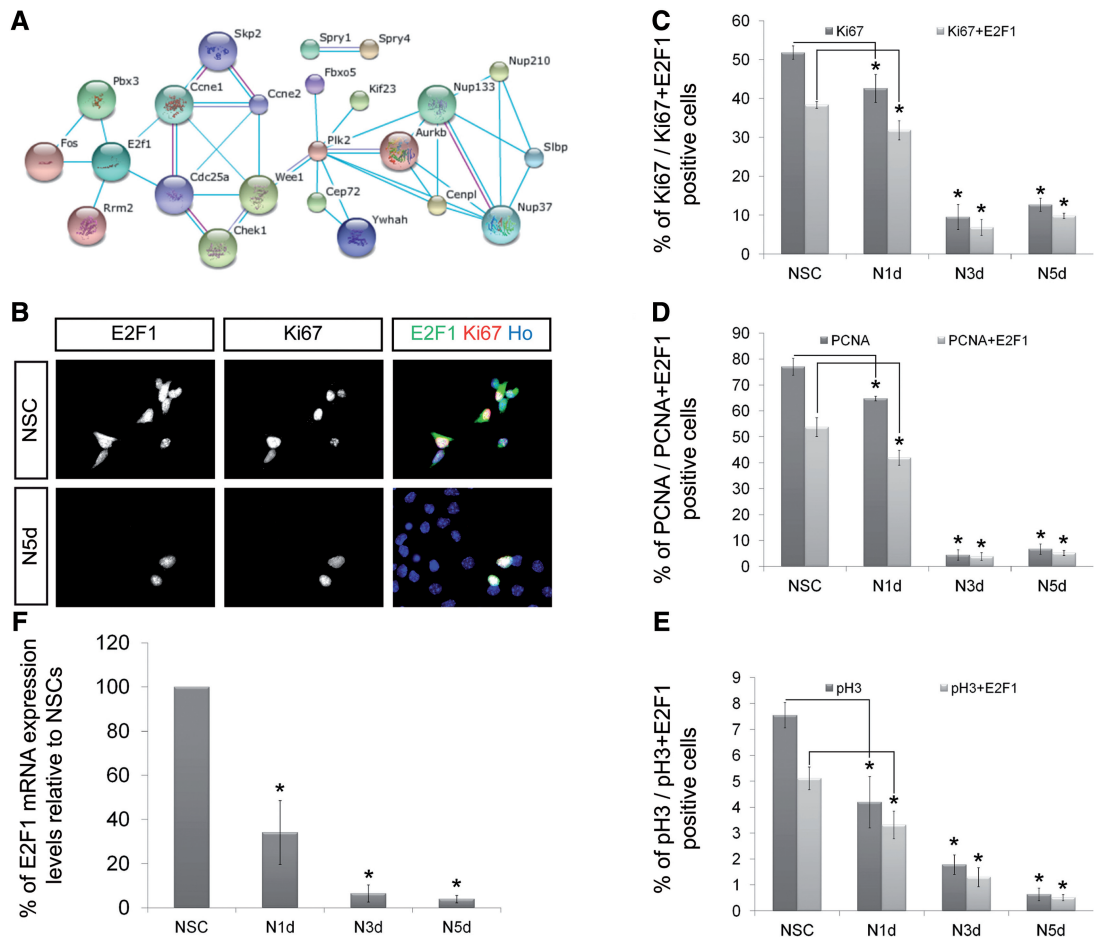 A
Skp2
Spry1
Spry4
Pbx3
Ccne1
Ccne2
Fbxo5
Kif23
Nup133
Nup210
Fos
E2f1
Plk2
Aurkb
Slbp
Rrm2
Cdc25a
Wee1
Cep72
Cenpl
Nup37
Chek1
Ywhah
B
E2F1
Ki67
E2F1 Ki67 Ho
NSC
N5d
C
% of Ki67 / Ki67+E2F1
positive cells
Ki67
Ki67+E2F1
60
50
40
30
20
10
0
* *
* *
* *
NSC N1d N3d N5d
D
% of PCNA / PCNA+E2F1
positive cells
PCNA
PCNA+E2F1
90
80
70
60
50
40
30
20
10
0
* *
* *
* *
NSC N1d N3d N5d
E
% of pH3 / pH3+E2F1
positive cells
pH3
pH3+E2F1
9
8
7
6
5
4
3
2
1
0
* *
* *
* *
NSC N1d N3d N5d
F
% of E2F1 mRNA expression
levels relative to NSCs
120
100
80
60
40
20
0
*
*
*
NSC N1d N3d N5d